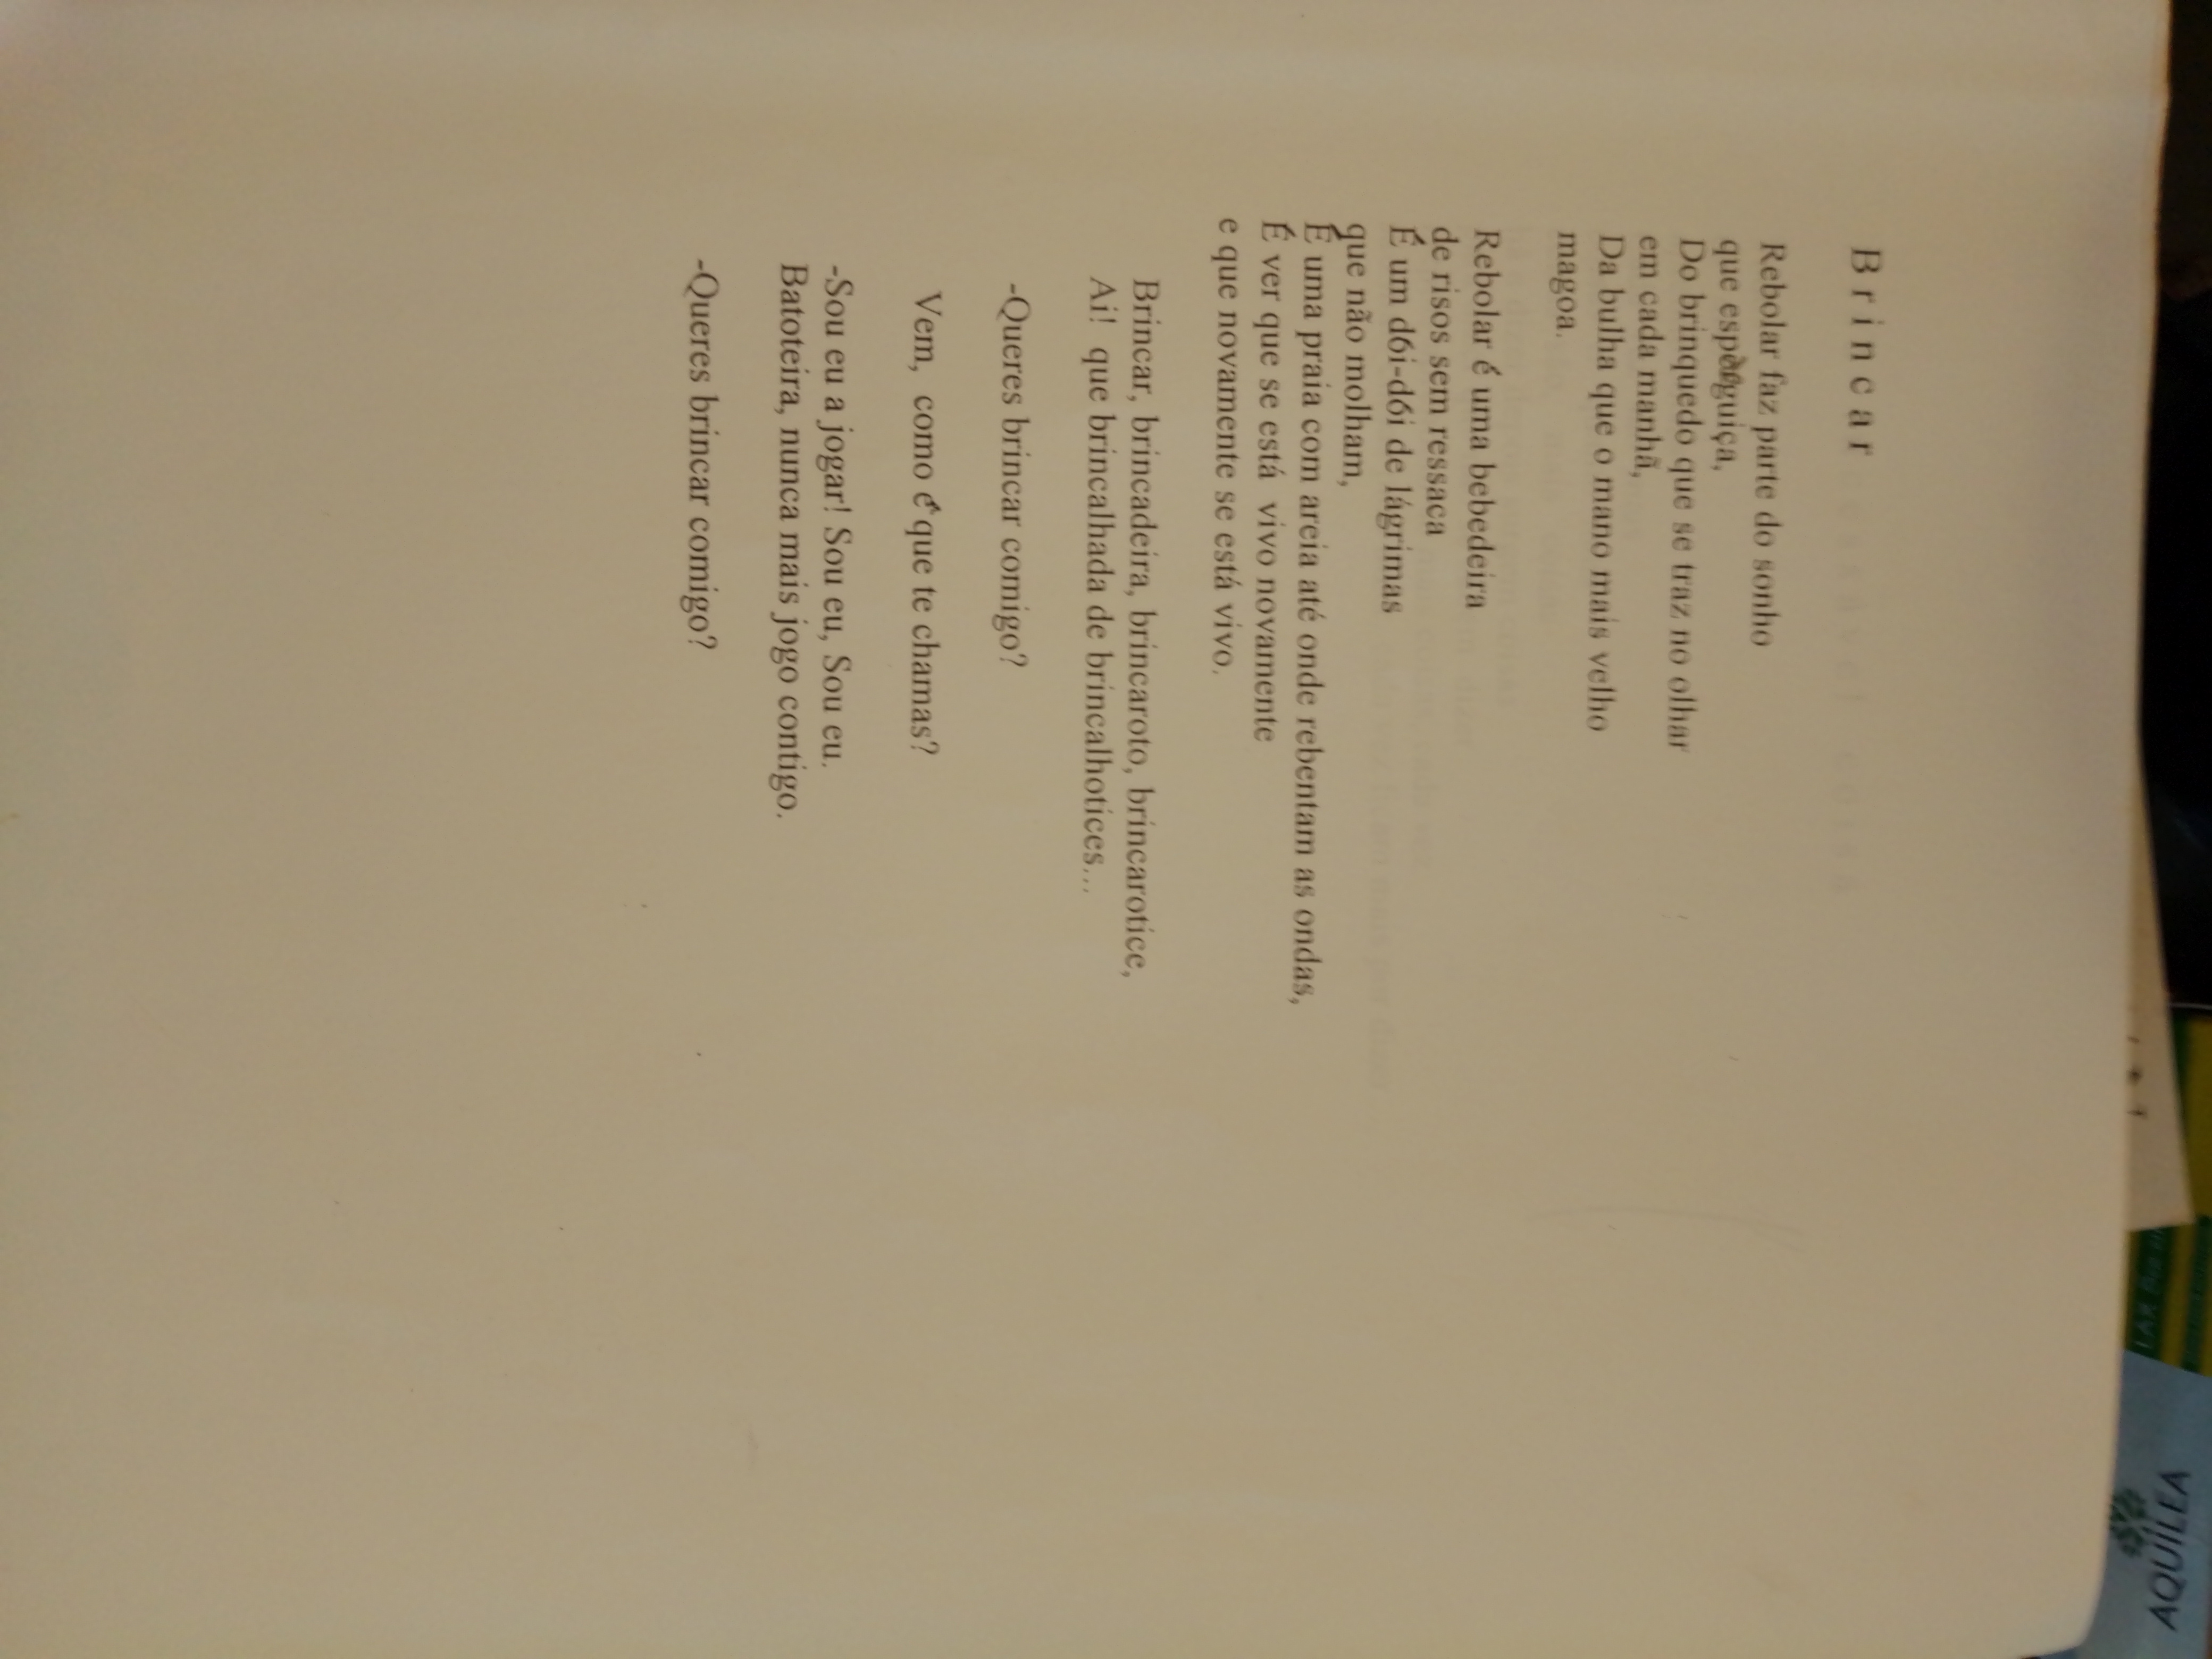 Brincar
Rebolar faz parte do sonho
que espreguiça,
Do brinquedo que se traz no olhar
em cada manhã,
Da bulha que o mano mais velho
magoa.
Rebolar é uma bebedeira
de risos sem ressaca
É um dói-dói de lágrimas
que não molham,
É uma praia com areia até onde rebentam as ondas,
É ver que se está vivo novamente
e que novamente se está vivo.
Brincar, brincadeira, brincaroto, brincarotice,
Ai! que brincalhada de brincalhotices...
-Queres brincar comigo?
Vem, como é que te chamas?
-Sou eu a jogar! Sou eu, Sou eu.
Batoteira, nunca mais jogo contigo.
-Queres brincar comigo?
AQUILEA